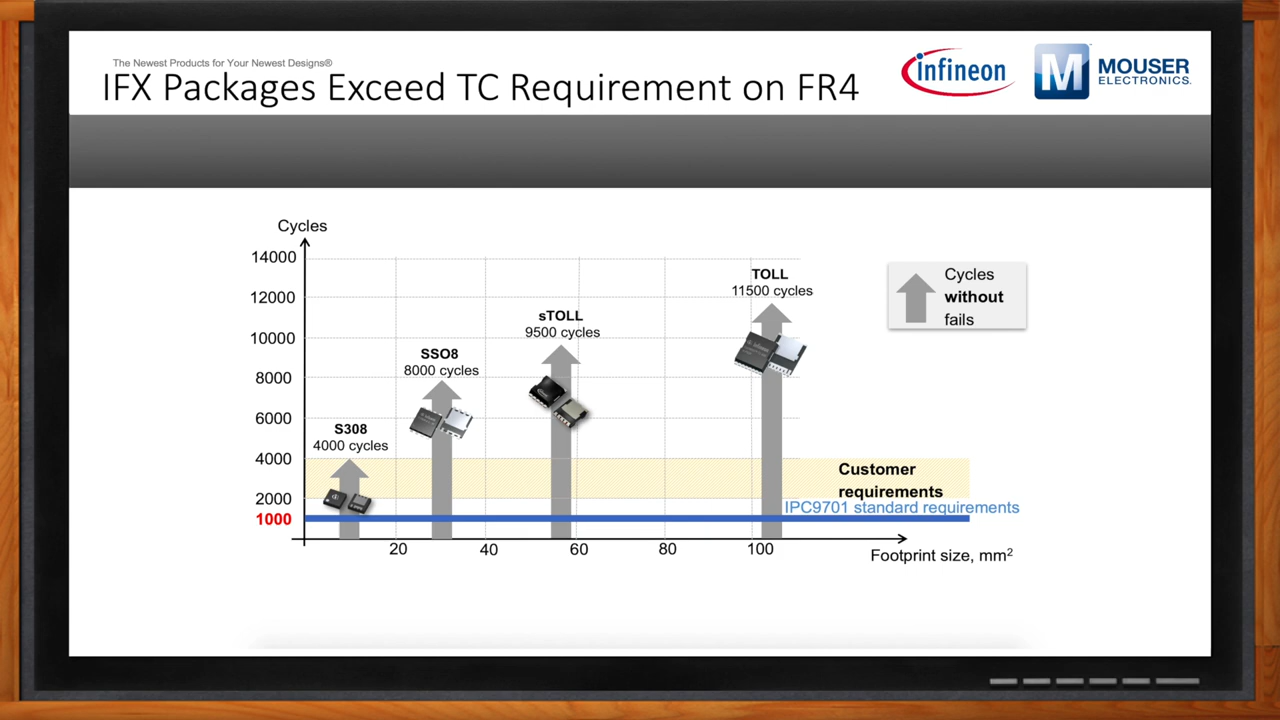 The Newest Products for Your Newest Designs®
IFX Packages Exceed TC Requirement on FR4
infineon
M
MOUSER
ELECTRONICS.
Cycles
14000
12000
10000
8000
6000
4000
2000
1000
S308
4000 cycles
SSO8
8000 cycles
sTOLL
9500 cycles
TOLL
11500 cycles
Cycles
without
fails
Customer
requirements
IPC9701 standard requirements
20
40
60
80
100
Footprint size, mm²